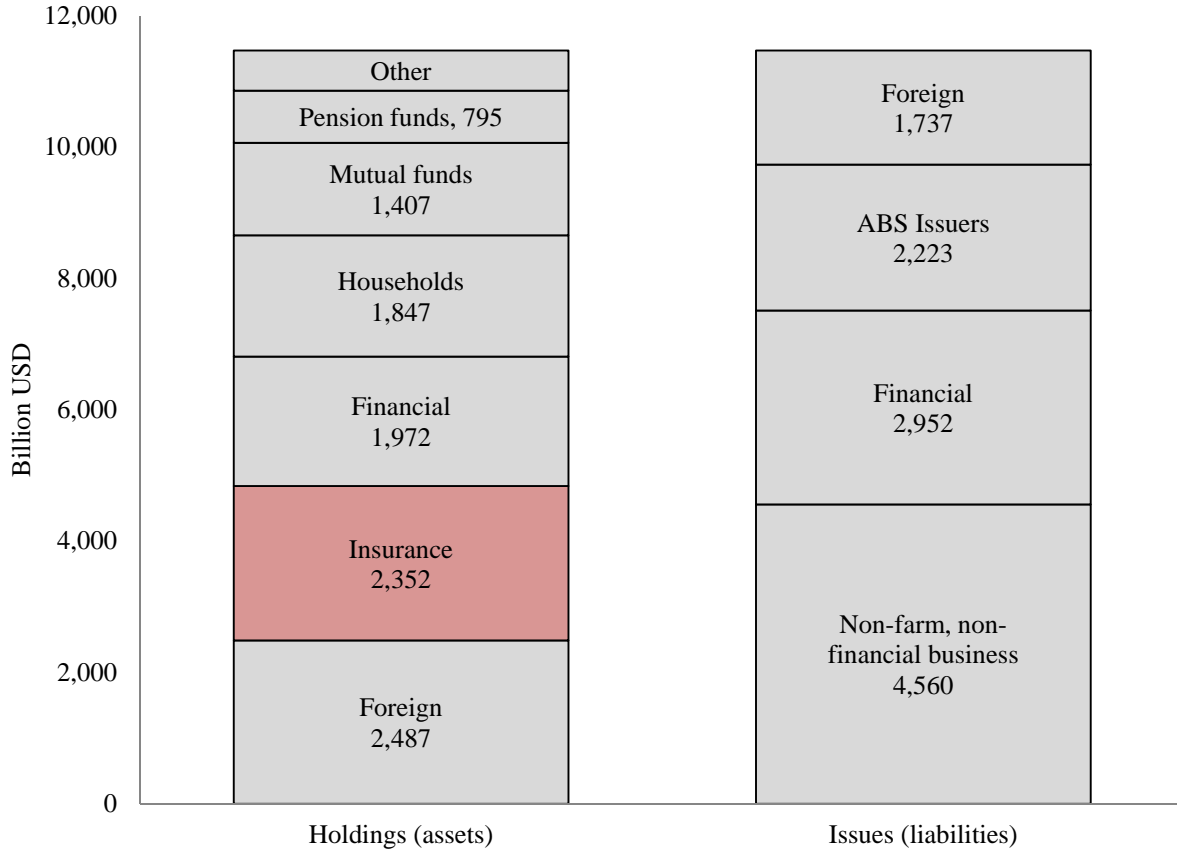 12,000
10,000
8,000
6,000
4,000
2,000
0
Billion USD
Other
Pension funds, 795
Mutual funds
1,407
Households
1,847
Financial
1,972
Insurance
2,352
Foreign
2,487
Foreign
1,737
ABS Issuers
2,223
Financial
2,952
Non-farm, non-
financial business
4,560
Holdings (assets)
Issues (liabilities)